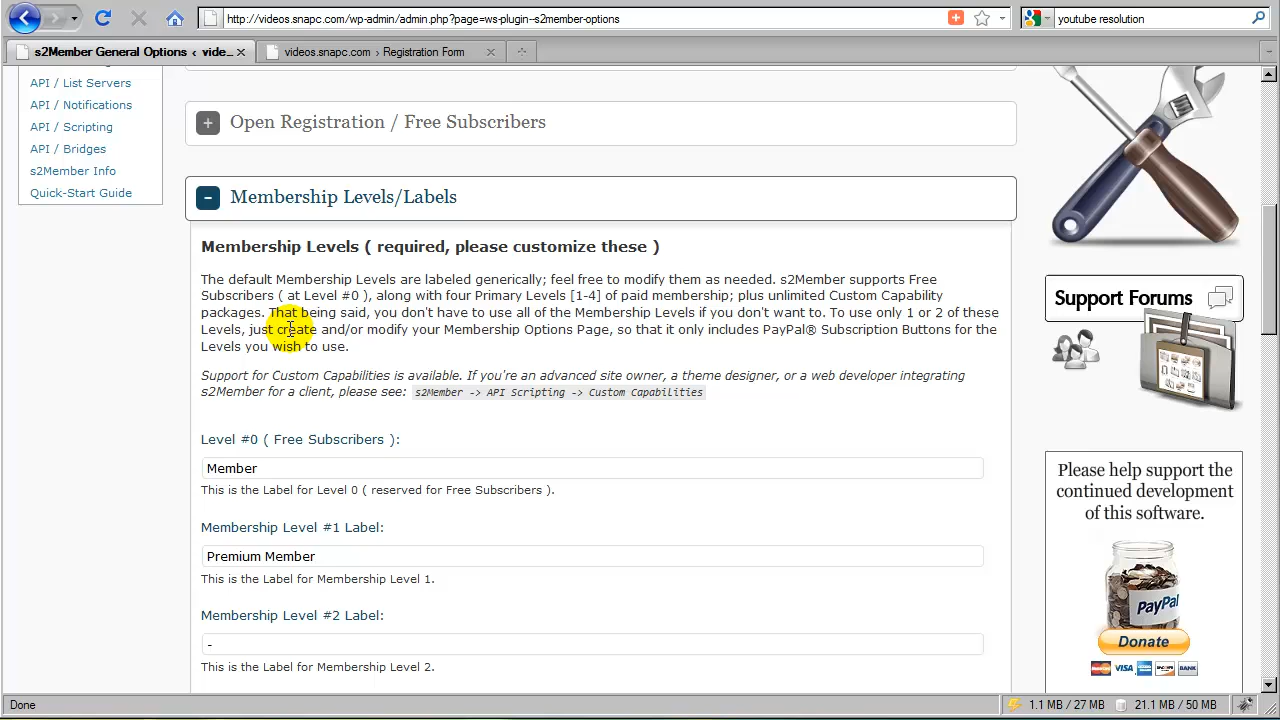 http://videos.snapc.com/wp-admin/admin.php?page=ws-plugin--s2member-options
youtube resolution
s2Member General Options ‹ vide...
videos.snapc.com › Registration Form
API / List Servers
API / Notifications
API / Scripting
API / Bridges
s2Member Info
Quick-Start Guide
Open Registration / Free Subscribers
Membership Levels/Labels
Membership Levels ( required, please customize these )
The default Membership Levels are labeled generically; feel free to modify them as needed. s2Member supports Free
Subscribers ( at Level #0 ), along with four Primary Levels [1-4] of paid membership; plus unlimited Custom Capability
packages. That being said, you don't have to use all of the Membership Levels if you don't want to. To use only 1 or 2 of these
Levels, just create and/or modify your Membership Options Page, so that it only includes PayPal® Subscription Buttons for the
Levels you wish to use.
Support for Custom Capabilities is available. If you're an advanced site owner, a theme designer, or a web developer integrating
s2Member for a client, please see: s2Member -> API Scripting -> Custom Capabilities
Level #0 ( Free Subscribers ):
Member
This is the Label for Level 0 ( reserved for Free Subscribers ).
Membership Level #1 Label:
Premium Member
This is the Label for Membership Level 1.
Membership Level #2 Label:
-
This is the Label for Membership Level 2.
Support Forums
Please help support the
continued development
of this software.
PayPal
Donate
VISA
BANK
Done
1.1 MB / 27 MB
21.1 MB / 50 MB